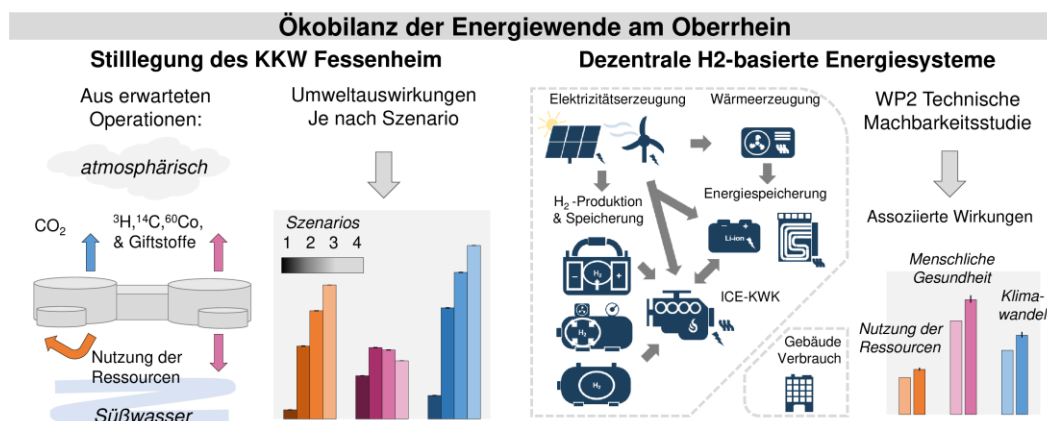 Ökobilanz der Energiewende am Oberrhein
Stilllegung des KKW Fessenheim
Aus erwarteten
Operationen:
atmosphärisch
CO₂
³H,¹⁴C,⁶⁰Co,
& Giftstoffe
Nutzung der
Ressourcen
Süßwasser
Umweltauswirkungen
Je nach Szenario
Szenarios
1 2 3 4
Dezentrale H2-basierte Energiesysteme
Elektrizitätserzeugung
Wärmeerzeugung
H₂-Produktion
& Speicherung
Energiespeicherung
Li-ion
H₂
H₂
H₂
ICE-KWK
Gebäude
Verbrauch
WP2 Technische
Machbarkeitsstudie
Assoziierte Wirkungen
Menschliche
Gesundheit
Klima-
wandel
Nutzung der
Ressourcen